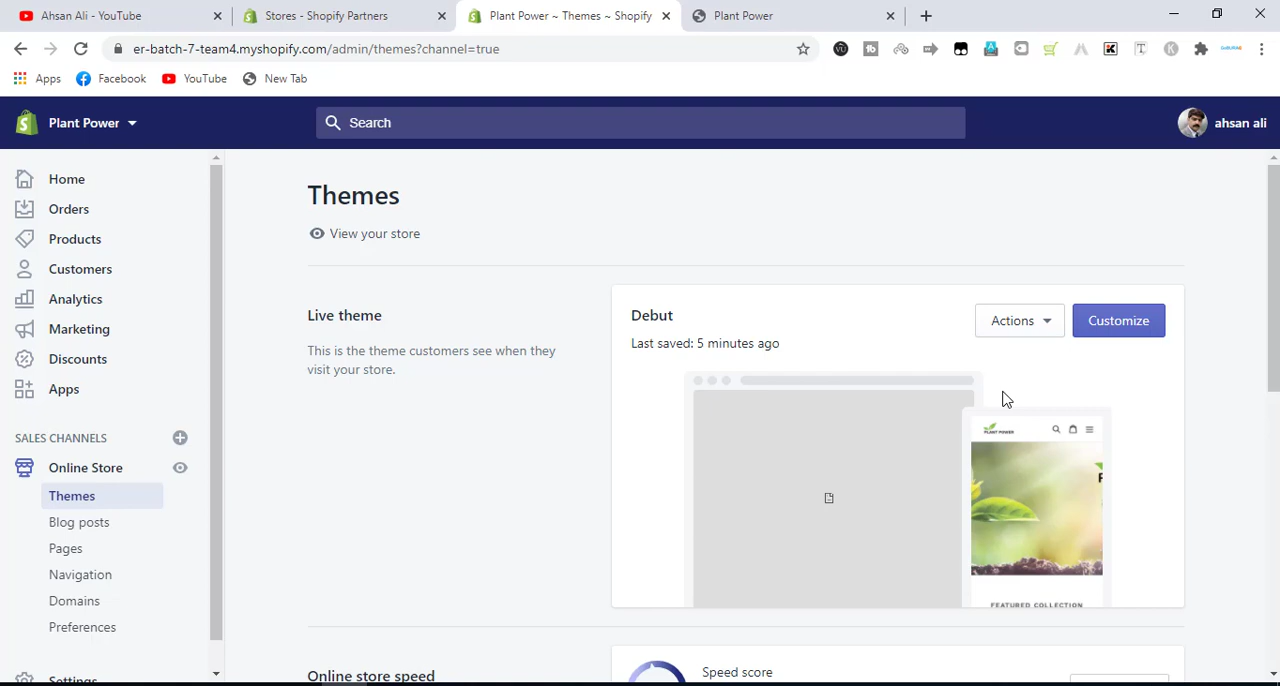 Ahsan Ali - YouTube
Stores - Shopify Partners
Plant Power ~ Themes ~ Shopify
Plant Power
er-batch-7-team4.myshopify.com/admin/themes?channel=true
Apps
Facebook
YouTube
New Tab
Plant Power
Search
ahsan ali
Home
Orders
Products
Customers
Analytics
Marketing
Discounts
Apps
SALES CHANNELS
Online Store
Themes
Blog posts
Pages
Navigation
Domains
Preferences
Settings
Themes
View your store
Live theme
This is the theme customers see when they
visit your store.
Debut
Last saved: 5 minutes ago
Actions
Customize
PLANT POWER
FEATURED COLLECTION
Online store speed
Speed score